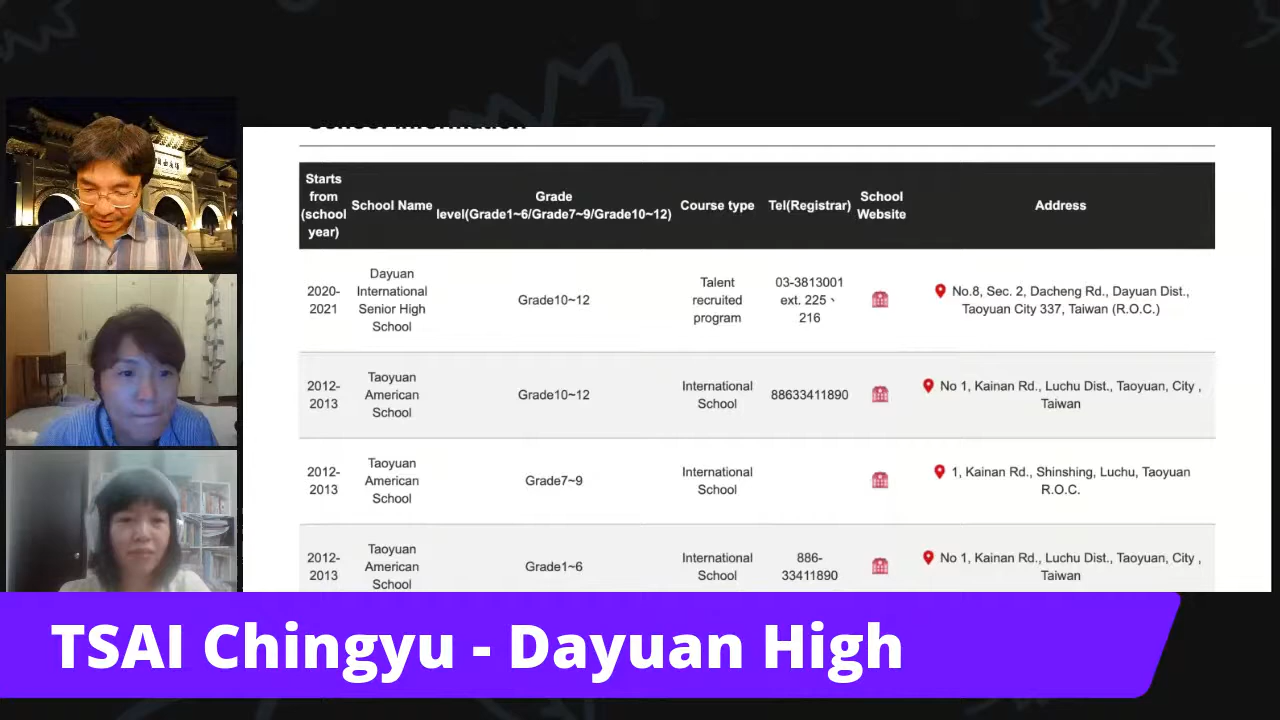 School Information
Starts from (school year)
School Name
Grade level(Grade1~6/Grade7~9/Grade10~12)
Course type
Tel(Registrar)
School Website
Address
2020-2021
Dayuan International Senior High School
Grade10~12
Talent recruited program
03-3813001 ext. 225、216
No.8, Sec. 2, Dacheng Rd., Dayuan Dist., Taoyuan City 337, Taiwan (R.O.C.)
2012-2013
Taoyuan American School
Grade10~12
International School
88633411890
No 1, Kainan Rd., Luchu Dist., Taoyuan, City , Taiwan
2012-2013
Taoyuan American School
Grade7~9
International School
1, Kainan Rd., Shinshing, Luchu, Taoyuan R.O.C.
2012-2013
Taoyuan American School
Grade1~6
International School
886-33411890
No 1, Kainan Rd., Luchu Dist., Taoyuan, City , Taiwan
TSAI Chingyu - Dayuan High